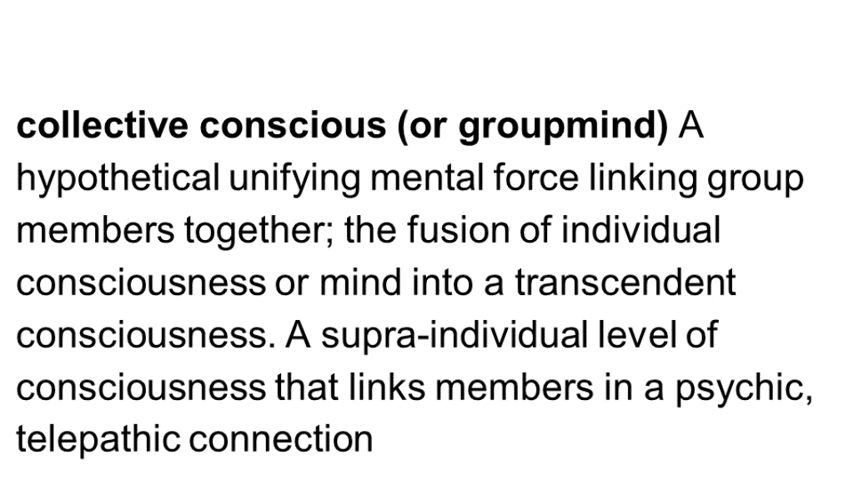 collective conscious (or groupmind) A
hypothetical unifying mental force linking group
members together; the fusion of individual
consciousness or mind into a transcendent
consciousness. A supra-individual level of
consciousness that links members in a psychic,
telepathic connection